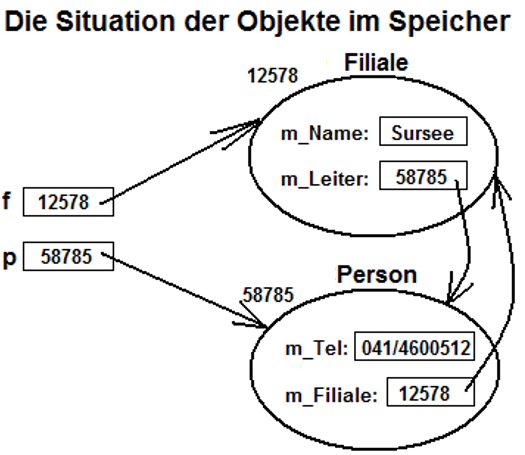 Die Situation der Objekte im Speicher
Filiale
12578
m_Name: Sursee
m_Leiter: 58785
f 12578
p 58785
Person
58785
m_Tel: 041/4600512
m_Filiale: 12578